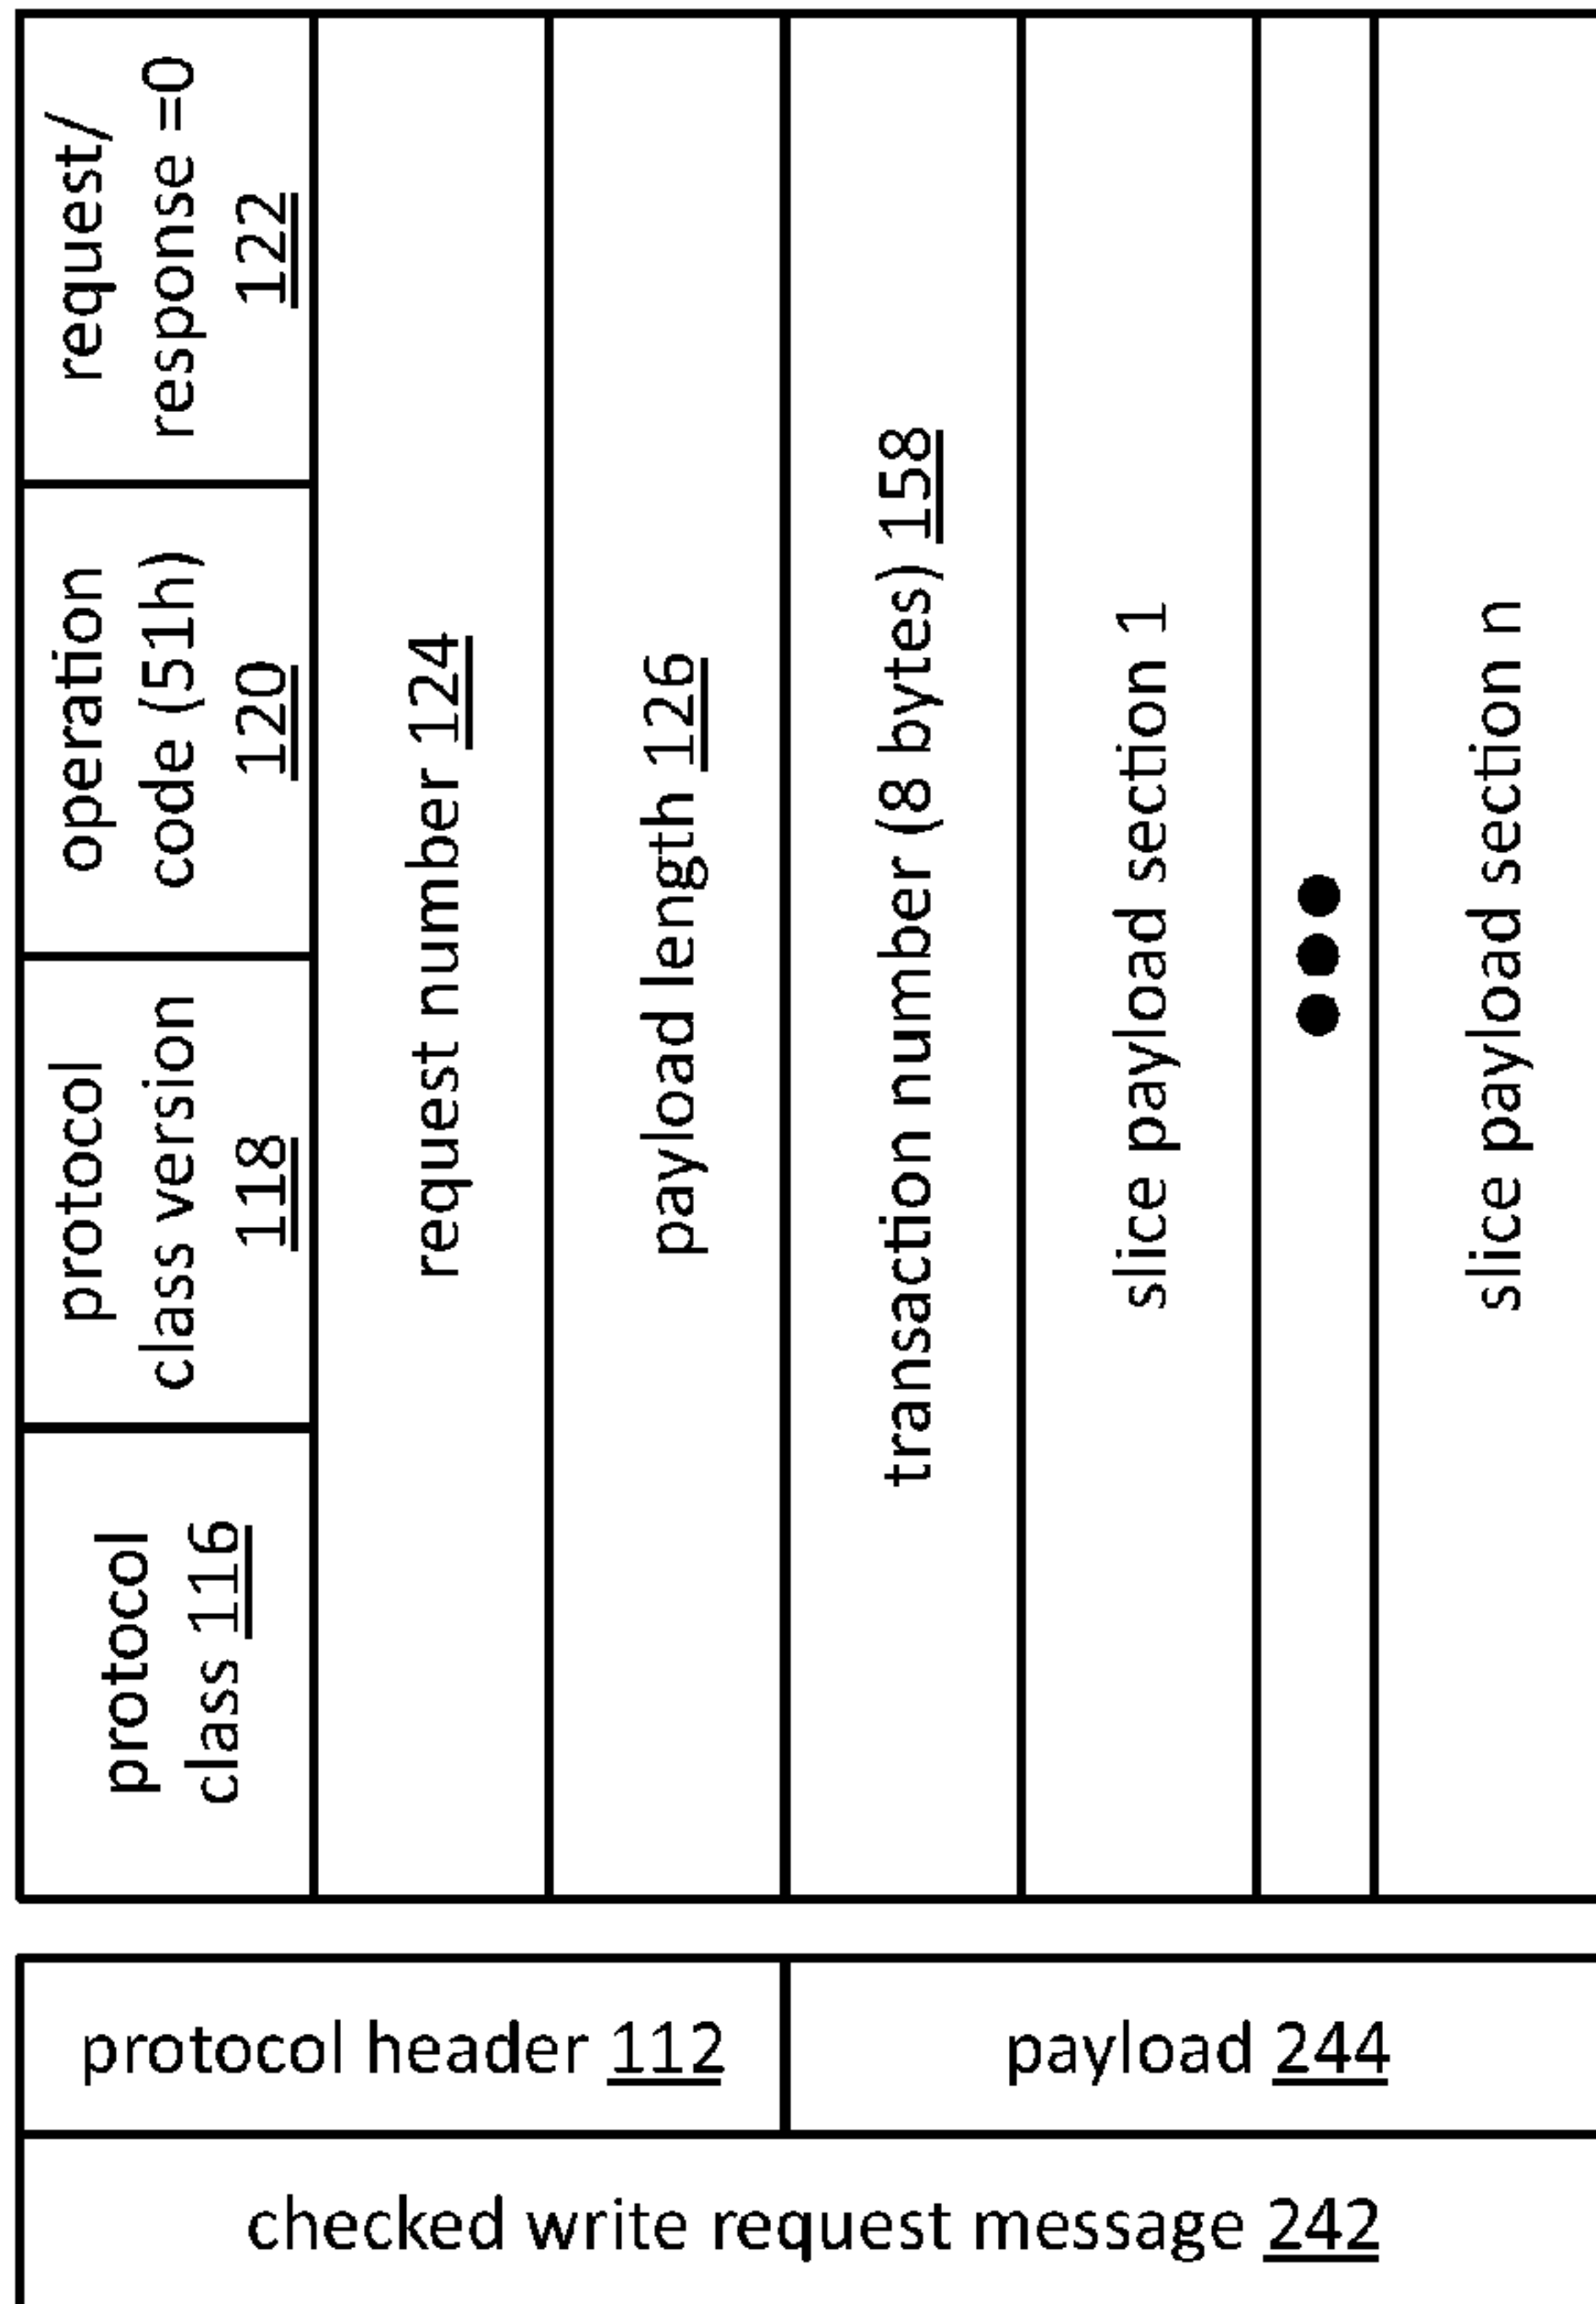 protocol
class 116
protocol
class version
118
operation
code (51h)
120
request/
response =0
122
request number 124
payload length 126
transaction number (8 bytes) 158
slice payload section 1
slice payload section n
protocol header 112
payload 244
checked write request message 242